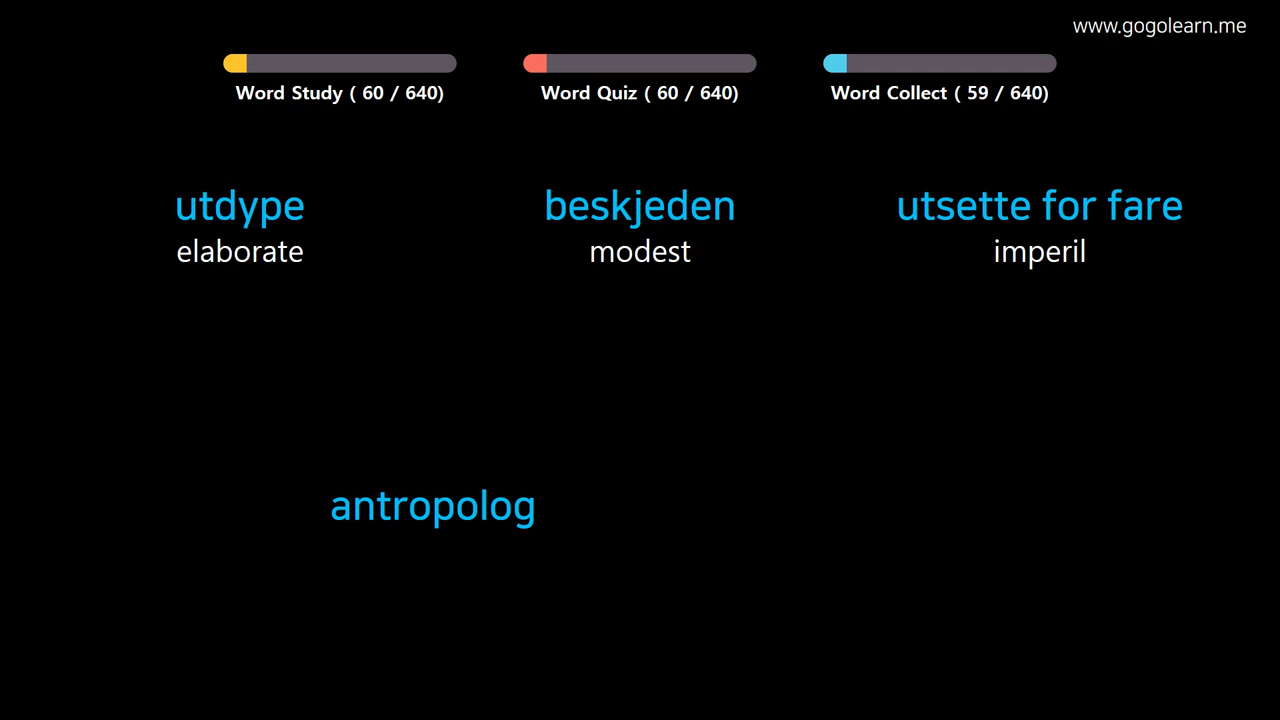 www.gogolearn.me
Word Study ( 60 / 640)
Word Quiz ( 60 / 640)
Word Collect ( 59 / 640)
utdype
elaborate
beskjeden
modest
utsette for fare
imperil
antropolog